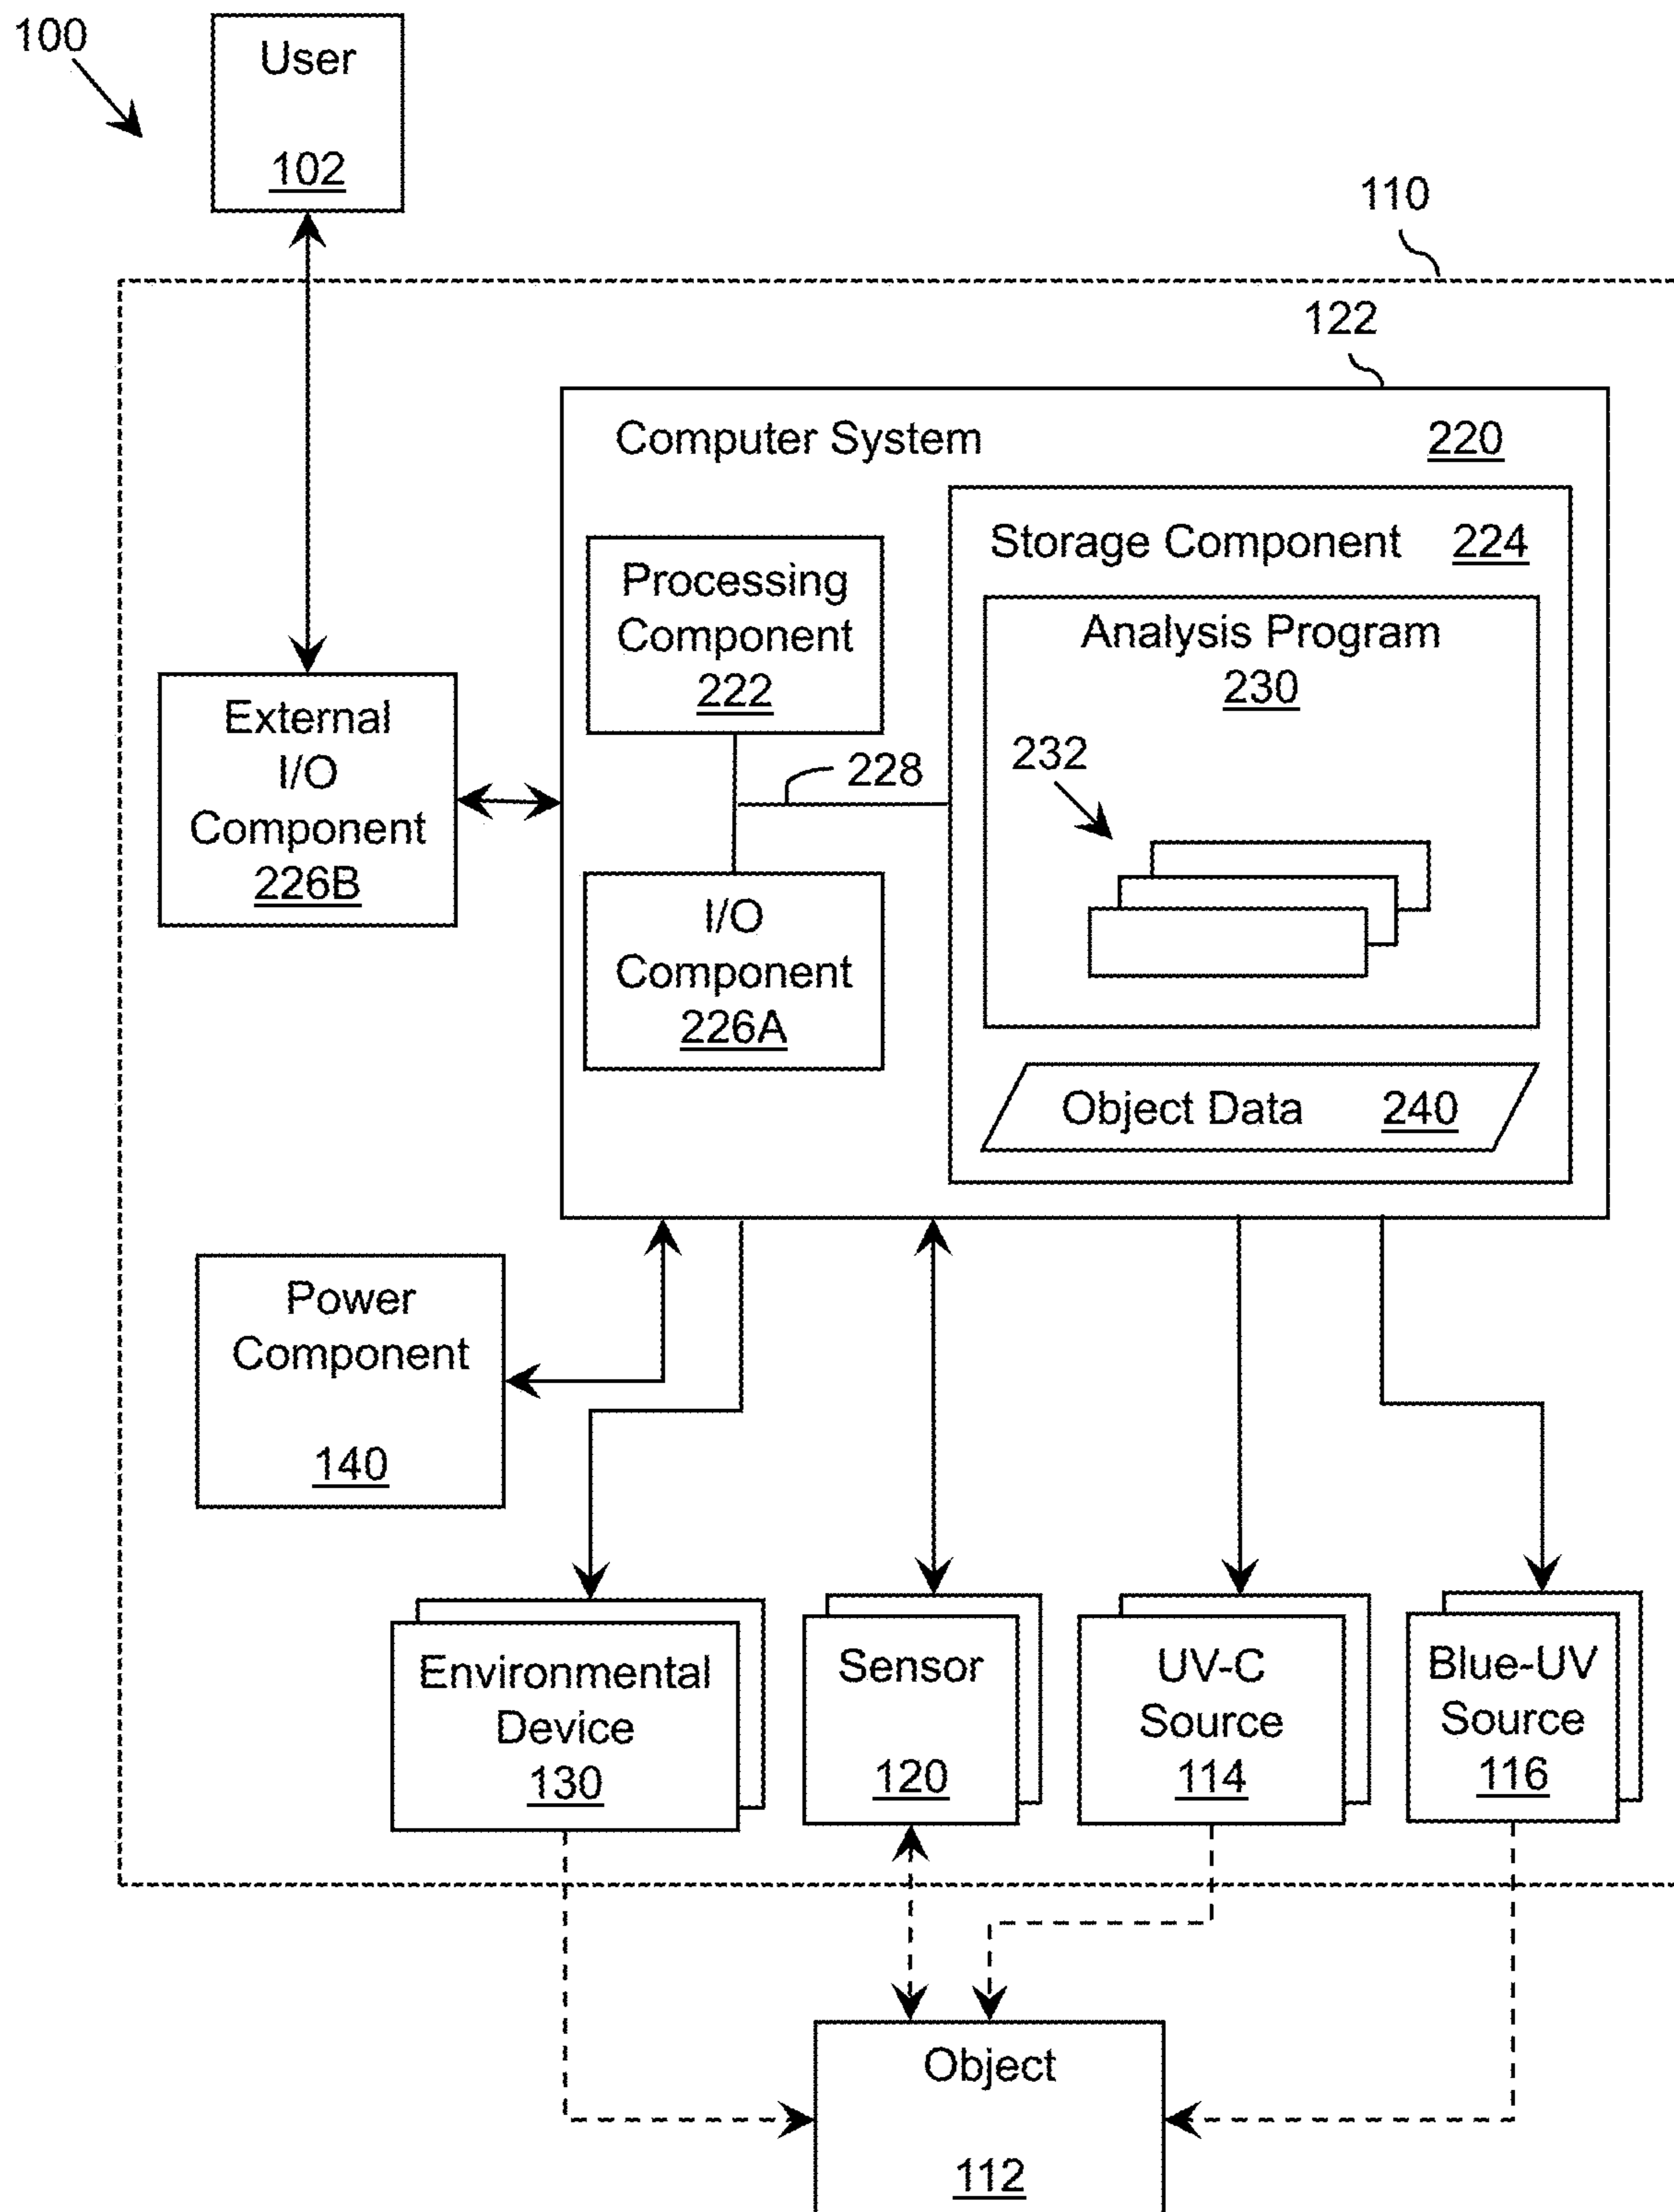 100
User
102
110
122
Computer System 220
Storage Component 224
Processing
Component
222
Analysis Program
230
External
I/O
Component
226B
228
232
I/O
Component
226A
Object Data 240
Power
Component
140
Environmental
Device
130
Sensor
120
UV-C
Source
114
Blue-UV
Source
116
Object
112